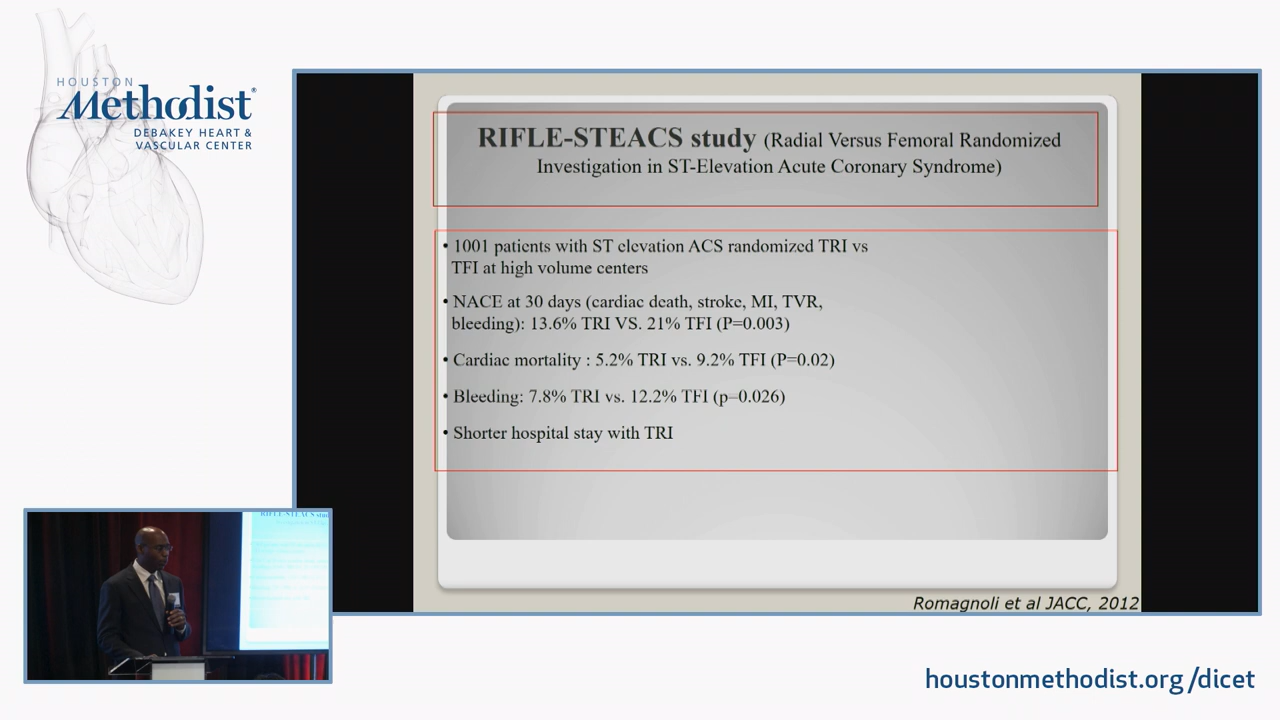 HOUSTON
Methodist®
DEBAKEY HEART &
VASCULAR CENTER
RIFLE-STEACS study (Radial Versus Femoral Randomized
Investigation in ST-Elevation Acute Coronary Syndrome)
• 1001 patients with ST elevation ACS randomized TRI vs
TFI at high volume centers
• NACE at 30 days (cardiac death, stroke, MI, TVR,
bleeding): 13.6% TRI VS. 21% TFI (P=0.003)
• Cardiac mortality : 5.2% TRI vs. 9.2% TFI (P=0.02)
• Bleeding: 7.8% TRI vs. 12.2% TFI (p=0.026)
• Shorter hospital stay with TRI
Romagnoli et al JACC, 2012
RIFLE-STEACS
houstonmethodist.org/dicet